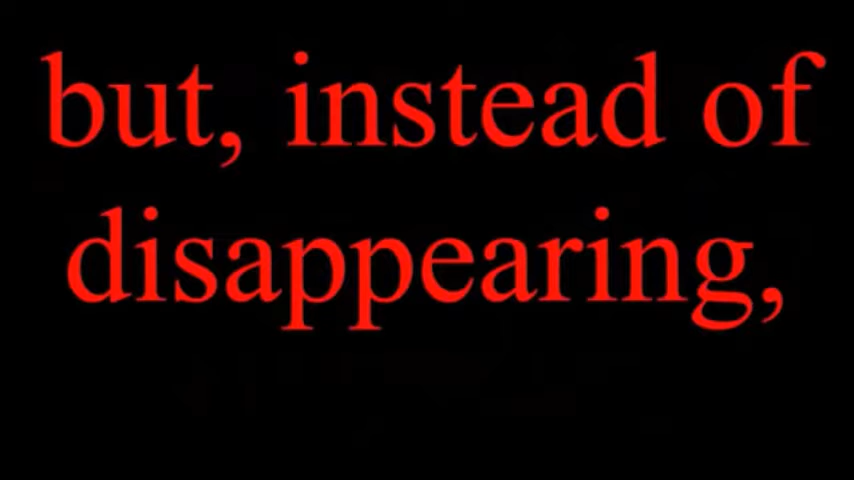 but, instead of
disappearing,